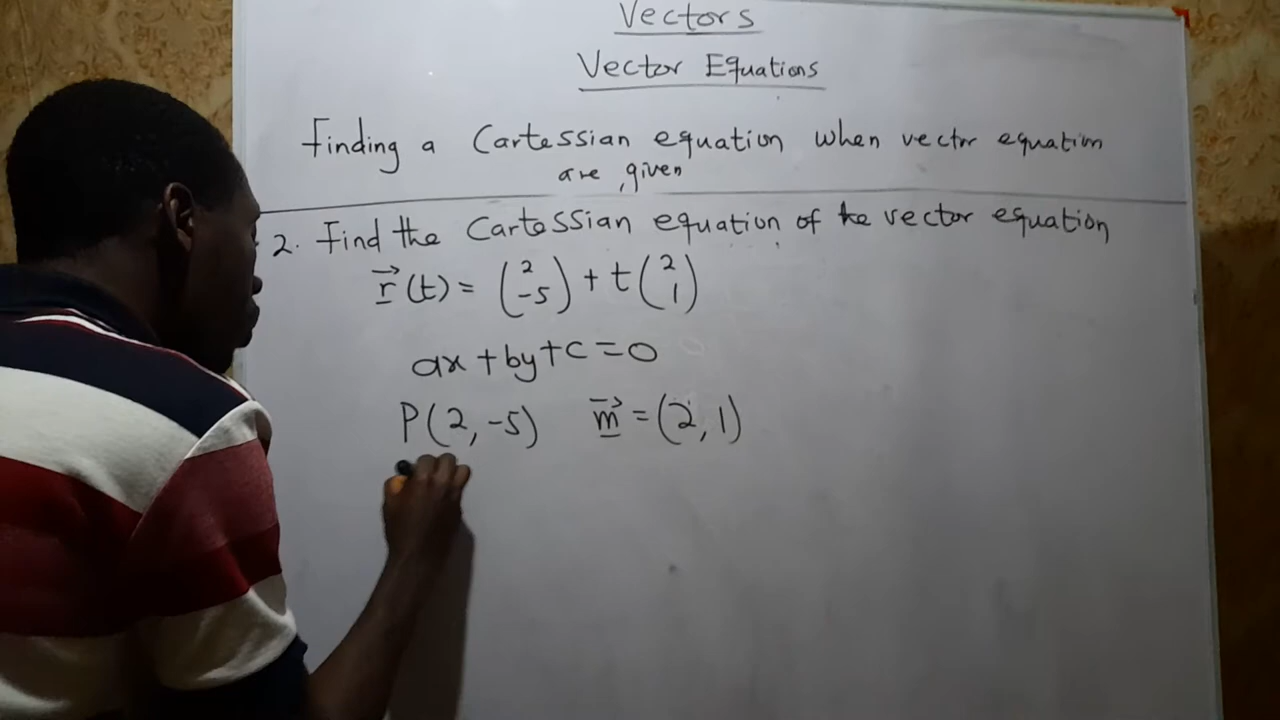 Vectors
Vector Equations
Finding a Cartessian equation when vector equation
are given
2. Find the Cartessian equation of the vector equation
r⃗(t) = (2 -5) + t(2 1)
ax + by + c = 0
P(2, -5) m⃗ = (2, 1)